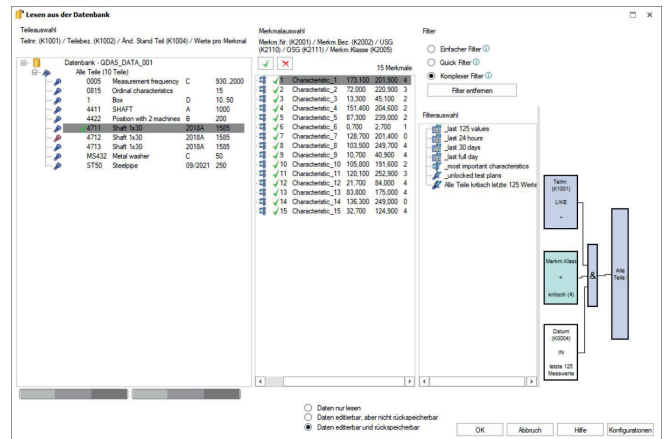 Lesen aus der Datenbank
Teileauswahl
Teilnr. (K1001) / Teilebez. (K1002) / Änd. Stand Teil (K1004) / Werte pro Merkmal
Datenbank - QDAS_DATA_001
Alle Teile (10 Teile)
0005 Measurement frequency C 930..2000
0815 Ordinal characteristics 15
1 Box D 10..50
4411 SHAFT A 1000
4422 Position with 2 machines B 200
4711 Shaft 1x30 2018A 1585
4712 Shaft 1x30 2018A 1585
4713 Shaft 1x30 2018A 1585
MS432 Metal washer C 50
ST50 Steelpipe 09/2021 250
Merkmalauswahl
Merkm.Nr. (K2001) / Merkm.Bez. (K2002) / USG
(K2110) / OSG (K2111) / Merkm.Klasse (K2005)
15 Merkmale
1 Characteristic_1 173,100 201,900 4
2 Characteristic_2 72,000 220,900 3
3 Characteristic_3 13,300 45,100 2
4 Characteristic_4 151,400 204,600 2
5 Characteristic_5 87,300 239,000 2
6 Characteristic_6 0,700 2,700 1
7 Characteristic_7 128,700 201,400 0
8 Characteristic_8 103,500 249,700 4
9 Characteristic_9 10,700 40,900 4
10 Characteristic_10 105,800 191,600 2
11 Characteristic_11 120,100 252,900 3
12 Characteristic_12 21,700 84,000 4
13 Characteristic_13 83,800 175,000 4
14 Characteristic_14 136,300 249,000 0
15 Characteristic_15 32,700 124,900 4
Filter
Einfacher Filter
Quick Filter
Komplexer Filter
Filter entfernen
Filterauswahl
_last 125 values
_last 24 hours
_last 30 days
_last full day
_most important characteristics
_unlocked test plans
Alle Teile kritisch letzte 125 Werte
Teilnr.
(K1001)
LIKE
*
Merkm.Klass
=
kritisch (4)
Datum
(K0004)
IN
letzte 125
Messwerte
&
Alle
Teile
Daten nur lesen
Daten editierbar, aber nicht rückspeicherbar
Daten editierbar und rückspeicherbar
OK
Abbruch
Hilfe
Konfigurationen